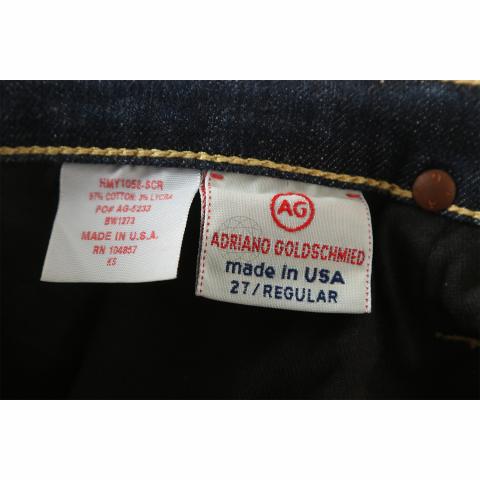 HMY1058-SCR
97% COTTON: 3% LYCRA
PO# AG-5233
BW1273
MADE IN U.S.A.
RN 104857
KS
AG
ADRIANO GOLDSCHMIED
made in USA
27/REGULAR